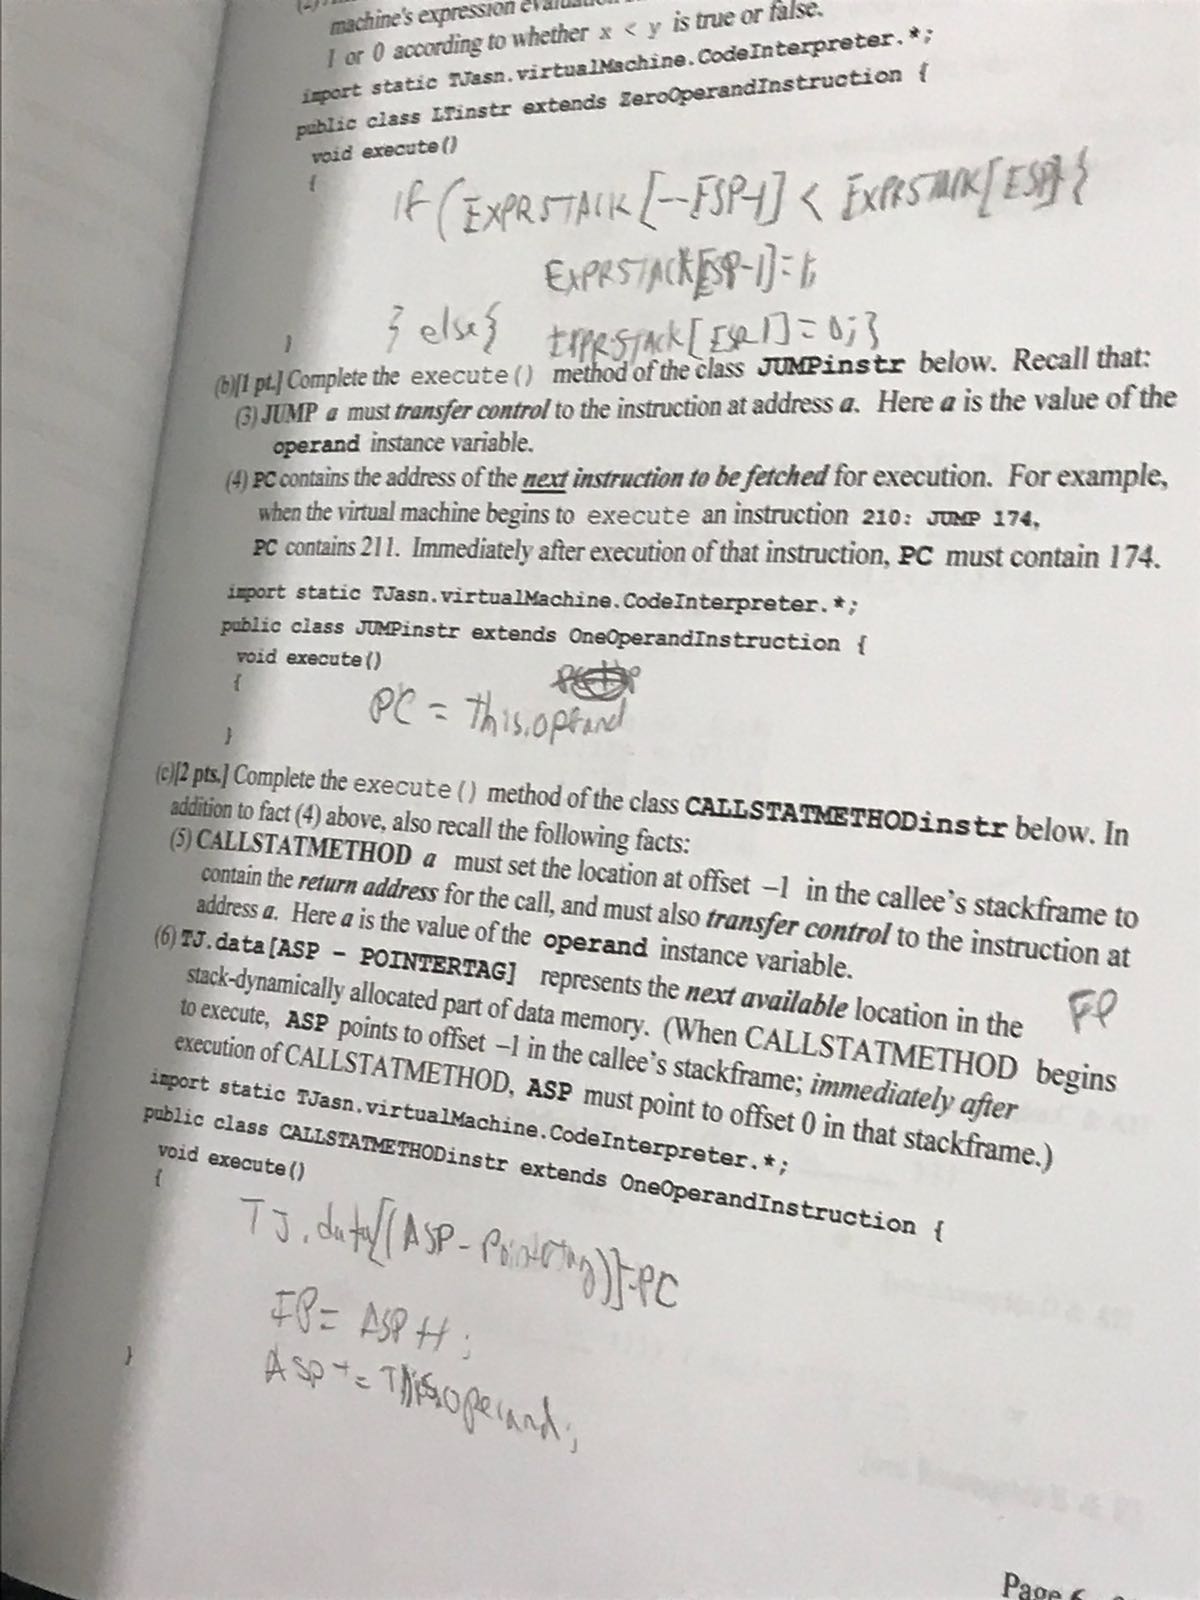 machine's expression
1 or 0 according to whether x < y is true or false.
import static TJasn.virtualMachine.CodeInterpreter.*;
public class LTinstr extends ZeroOperandInstruction {
void execute()
{
if (EXPRSTACK[--ESP-1] < EXPRSTACK[ESP]){
EXPRSTACK[ESP-1]=1;
} else{ EXPRSTACK[ESP-1]=0;}
}
(b)[1 pt.] Complete the execute() method of the class JUMPinstr below. Recall that:
(3) JUMP a must transfer control to the instruction at address a. Here a is the value of the
operand instance variable.
(4) PC contains the address of the next instruction to be fetched for execution. For example,
when the virtual machine begins to execute an instruction 210: JUMP 174,
PC contains 211. Immediately after execution of that instruction, PC must contain 174.
import static TJasn.virtualMachine.CodeInterpreter.*;
public class JUMPinstr extends OneOperandInstruction {
void execute()
{
PC = this.operand
}
(c)[2 pts.] Complete the execute() method of the class CALLSTATMETHODinstr below. In
addition to fact (4) above, also recall the following facts:
(5) CALLSTATMETHOD a must set the location at offset –1 in the callee's stackframe to
contain the return address for the call, and must also transfer control to the instruction at
address a. Here a is the value of the operand instance variable.
(6) TJ.data[ASP - POINTERTAG] represents the next available location in the
stack-dynamically allocated part of data memory. (When CALLSTATMETHOD begins
to execute, ASP points to offset –1 in the callee's stackframe; immediately after
execution of CALLSTATMETHOD, ASP must point to offset 0 in that stackframe.)
FP
import static TJasn.virtualMachine.CodeInterpreter.*;
public class CALLSTATMETHODinstr extends OneOperandInstruction {
void execute()
{
TJ.data[(ASP-Pointertag)]=PC
FP= ASP++;
ASP += This.operand;
}
Page 6